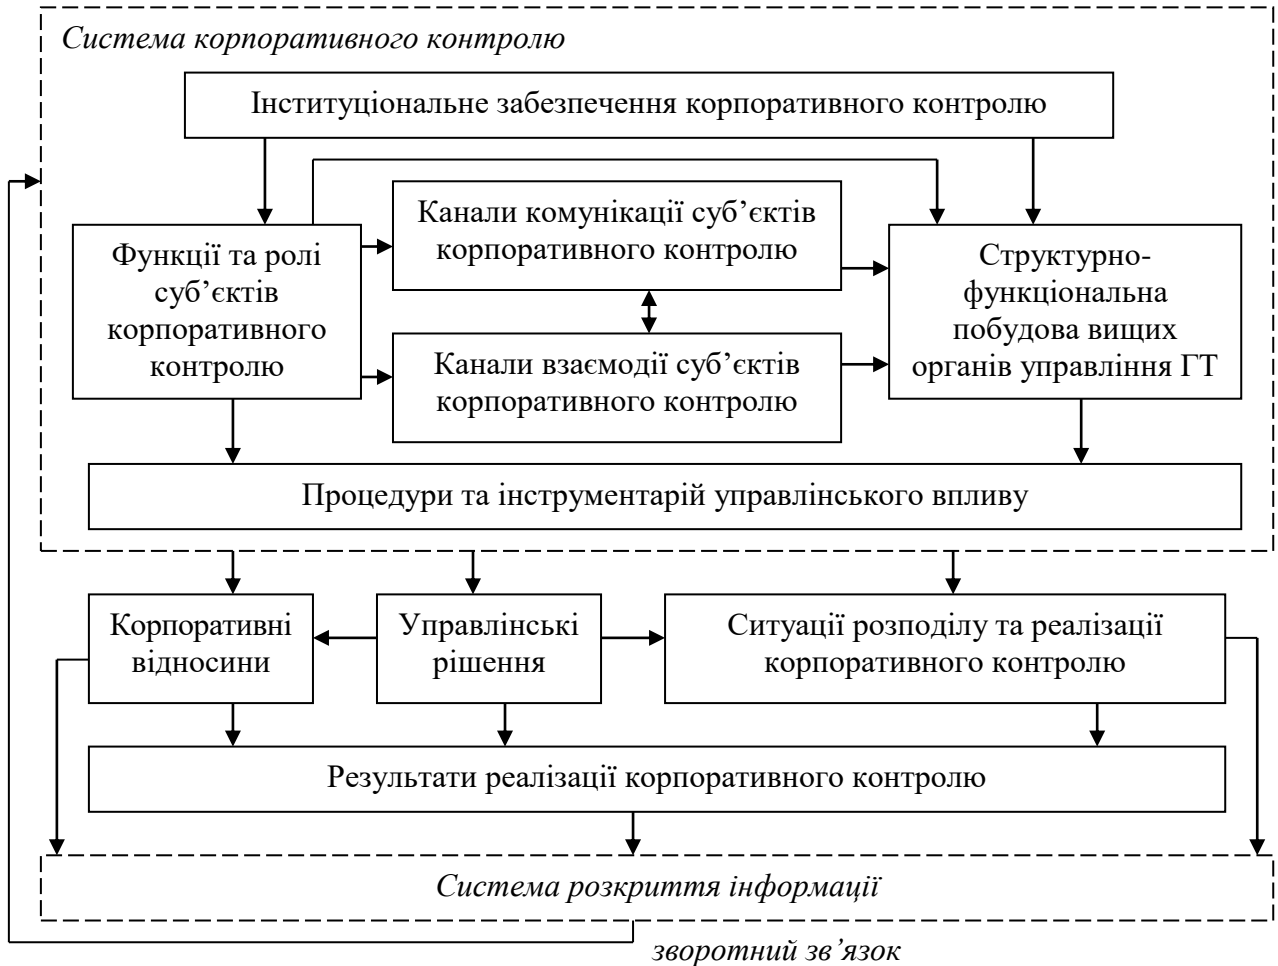 Система корпоративного контролю
Інституціональне забезпечення корпоративного контролю
Канали комунікації суб’єктів
корпоративного контролю
Функції та ролі
суб’єктів
корпоративного
контролю
Структурно-
функціональна
побудова вищих
органів управління ГТ
Канали взаємодії суб’єктів
корпоративного контролю
Процедури та інструментарій управлінського впливу
Корпоративні
відносини
Управлінські
рішення
Ситуації розподілу та реалізації
корпоративного контролю
Результати реалізації корпоративного контролю
Система розкриття інформації
зворотний зв’язок